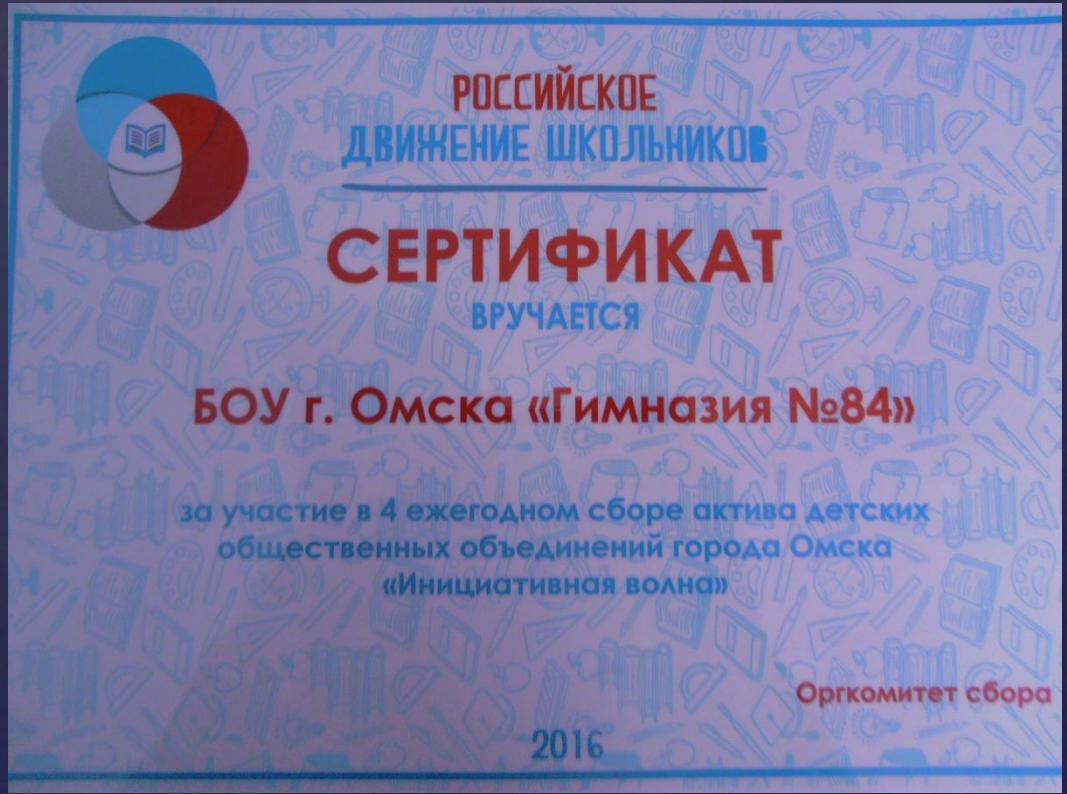 РОССИЙСКОЕ
ДВИЖЕНИЕ ШКОЛЬНИКОВ
СЕРТИФИКАТ
ВРУЧАЕТСЯ
БОУ г. Омска «Гимназия №84»
за участие в 4 ежегодном сборе актива детских
общественных объединений города Омска
«Инициативная волна»
Оргкомитет сбора
2016